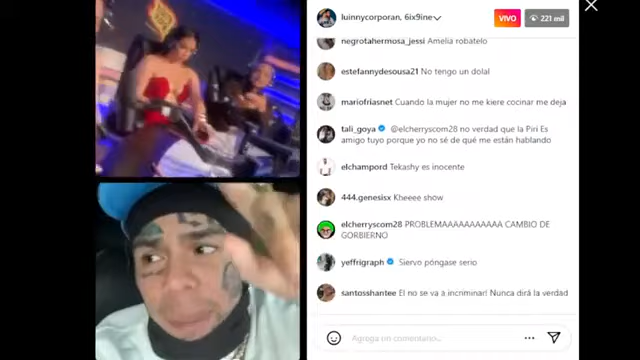 luinnycorpran, 6ix9ine
VIVO
221 mil
negrotahermosa_jessi Amelia robatelo
estefannydesousa21 No tengo un dolal
mariofriasnet Cuando la mujer no me kiere cocinar me deja
tali_goya @elcherryscom28 no verdad que la Piri Es
amigo tuyo porque yo no sé de qué me están hablando
elchampord Tekashy es inocente
444.genesisx Kheeee show
elcherryscom28 PROBLEMAAAAAAAAAAA CAMBIO DE
GORBIERNO
yeffrigraph Siervo póngase serio
santosshantee El no se va a incriminar! Nunca dirá la verdad
Agrega un comentario...